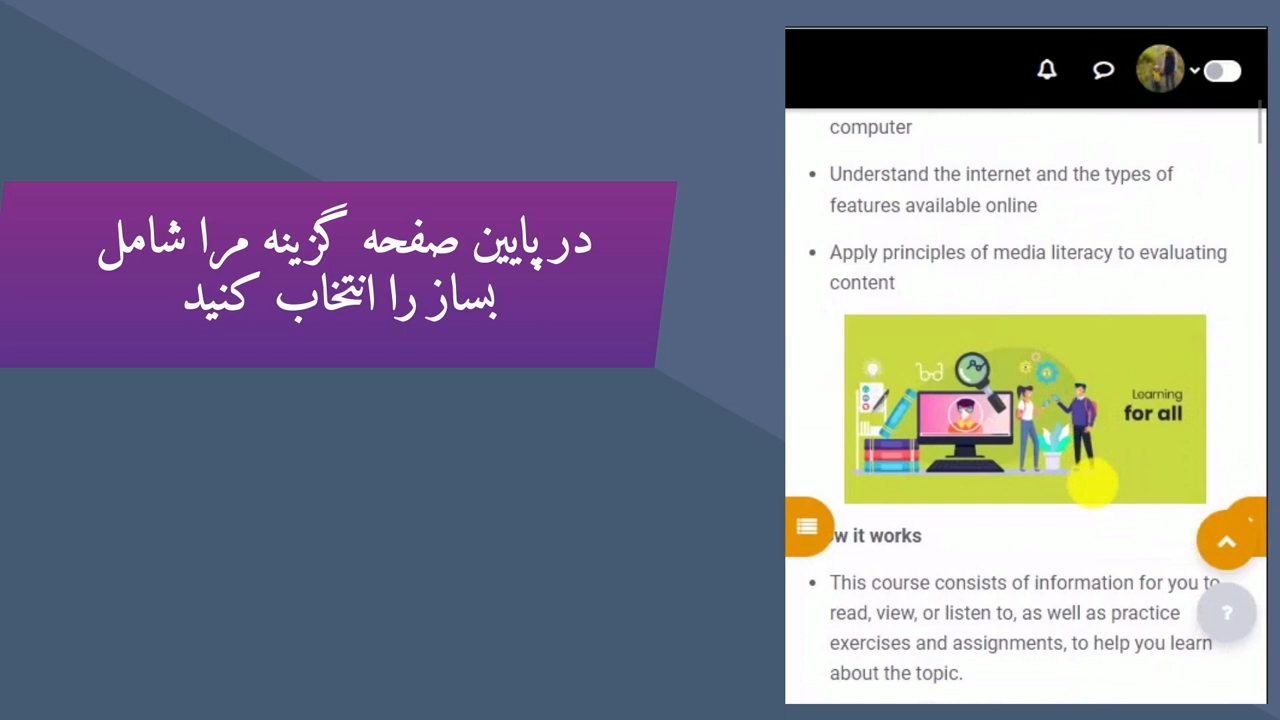 در پایین صفحه گزینه مرا شامل
بساز را انتخاب کنید
computer
• Understand the internet and the types of
features available online
• Apply principles of media literacy to evaluating
content
Learning
for all
w it works
• This course consists of information for you to
read, view, or listen to, as well as practice
exercises and assignments, to help you learn
about the topic.
?